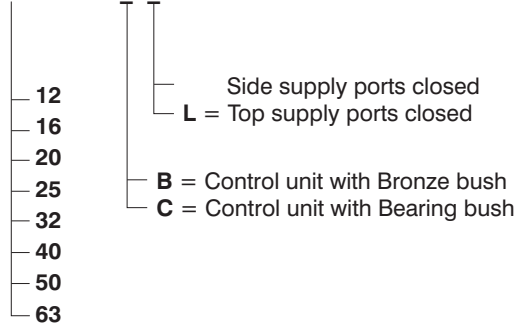 Side supply ports closed
L = Top supply ports closed
B = Control unit with Bronze bush
C = Control unit with Bearing bush
12
16
20
25
32
40
50
63